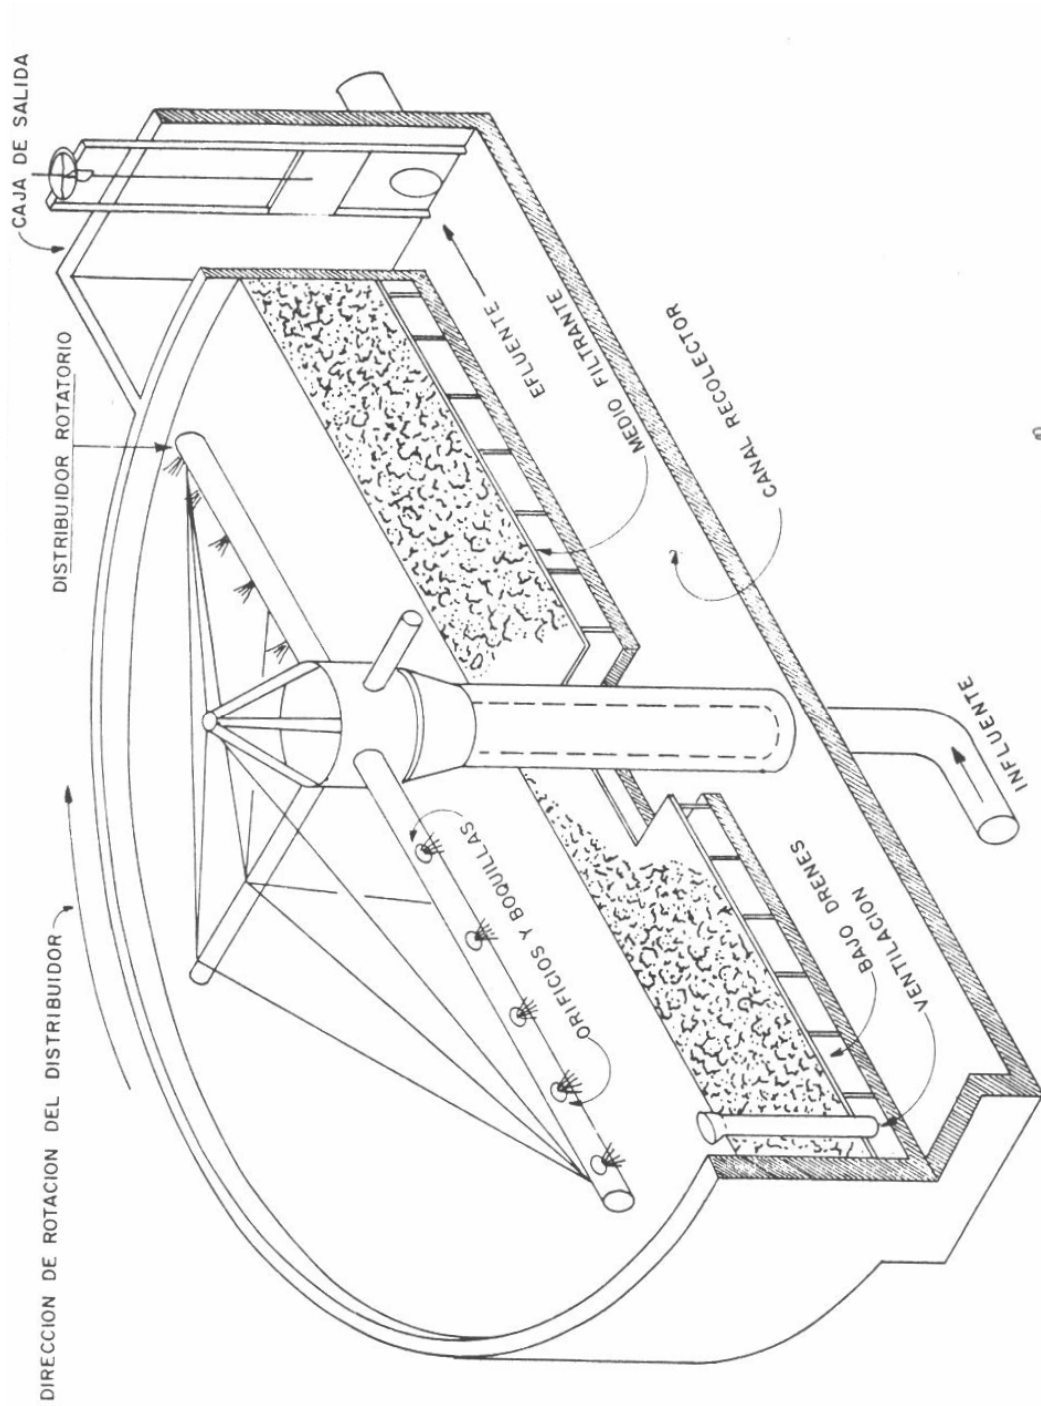 CAJA DE SALIDA
DISTRIBUIDOR ROTATORIO
DIRECCION DE ROTACION DEL DISTRIBUIDOR
EFLUENTE
MEDIO FILTRANTE
CANAL RECOLECTOR
ORIFICIOS Y BOQUILLAS
INFLUENTE
BAJO DRENES
VENTILACION